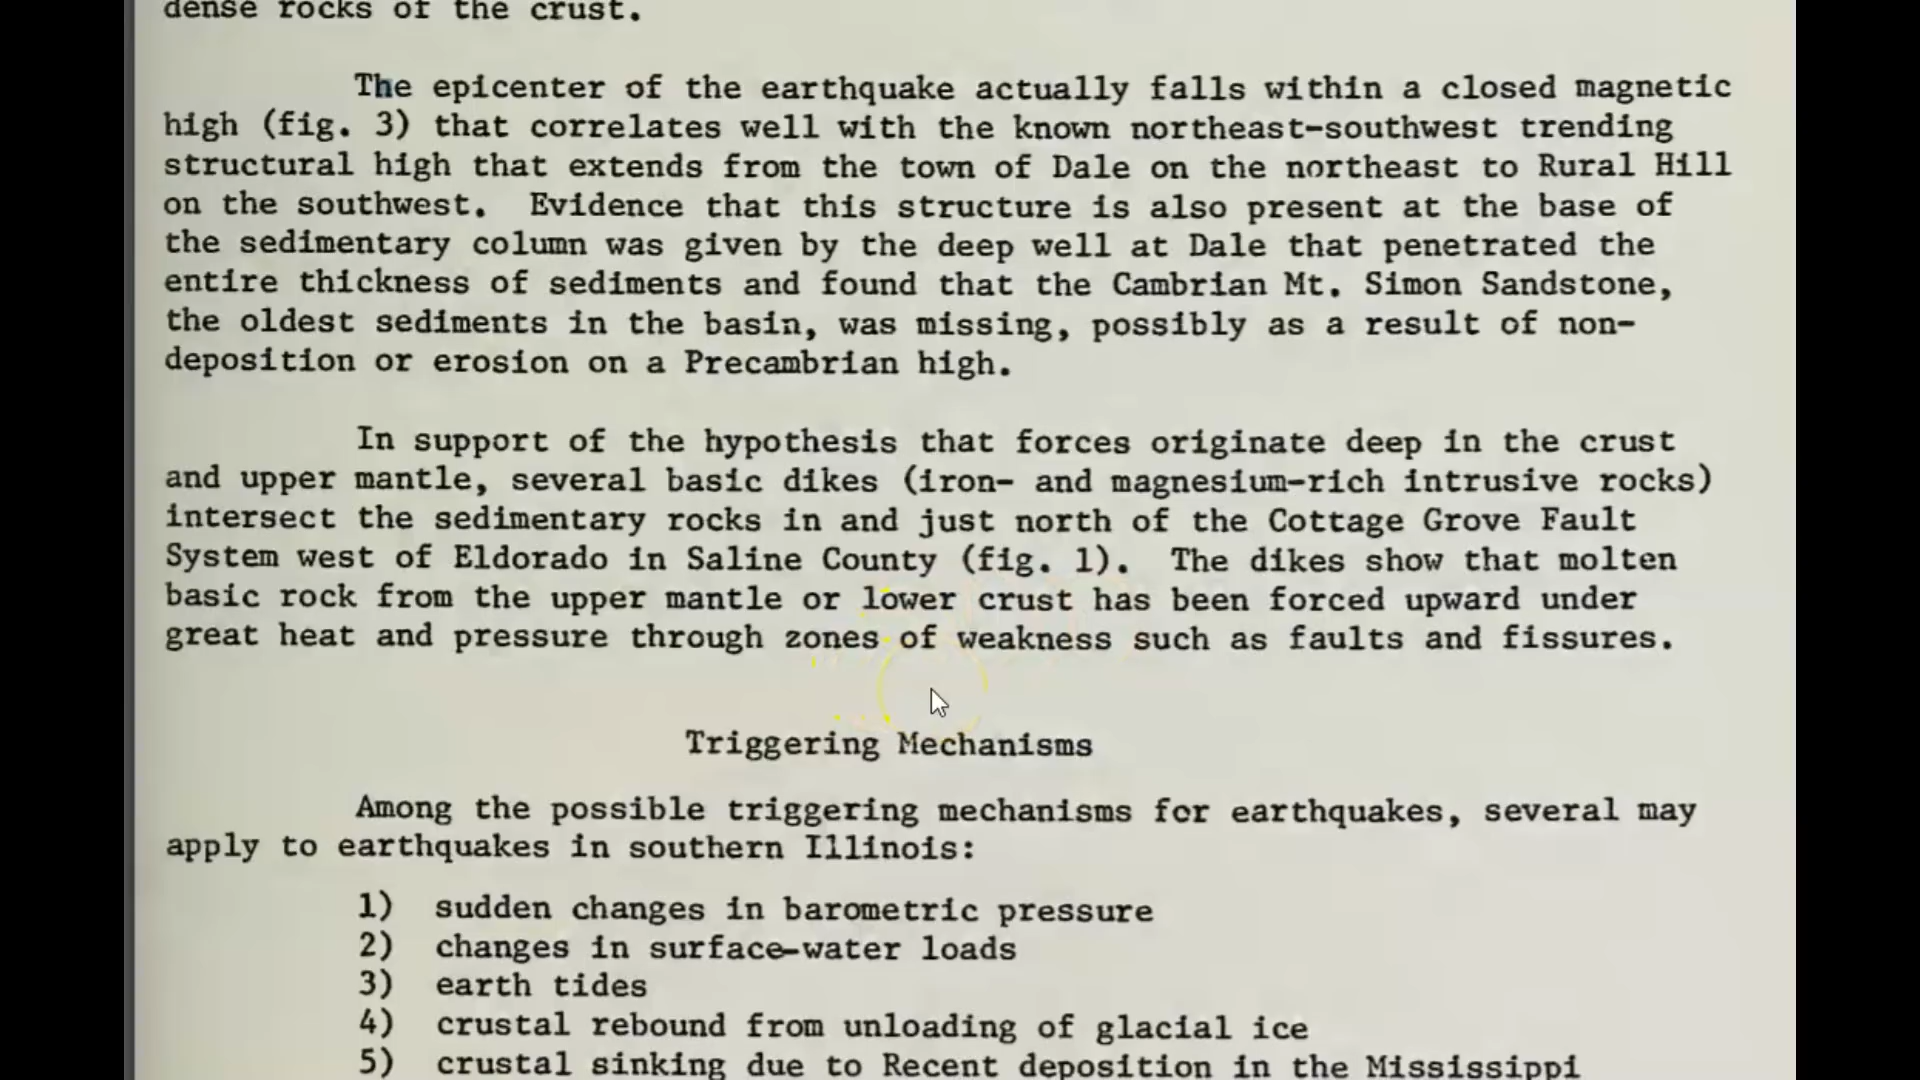 dense rocks of the crust.
The epicenter of the earthquake actually falls within a closed magnetic
high (fig. 3) that correlates well with the known northeast-southwest trending
structural high that extends from the town of Dale on the northeast to Rural Hill
on the southwest. Evidence that this structure is also present at the base of
the sedimentary column was given by the deep well at Dale that penetrated the
entire thickness of sediments and found that the Cambrian Mt. Simon Sandstone,
the oldest sediments in the basin, was missing, possibly as a result of non-
deposition or erosion on a Precambrian high.
In support of the hypothesis that forces originate deep in the crust
and upper mantle, several basic dikes (iron- and magnesium-rich intrusive rocks)
intersect the sedimentary rocks in and just north of the Cottage Grove Fault
System west of Eldorado in Saline County (fig. 1). The dikes show that molten
basic rock from the upper mantle or lower crust has been forced upward under
great heat and pressure through zones of weakness such as faults and fissures.
Triggering Mechanisms
Among the possible triggering mechanisms for earthquakes, several may
apply to earthquakes in southern Illinois:
1) sudden changes in barometric pressure
2) changes in surface-water loads
3) earth tides
4) crustal rebound from unloading of glacial ice
5) crustal sinking due to Recent deposition in the Mississippi